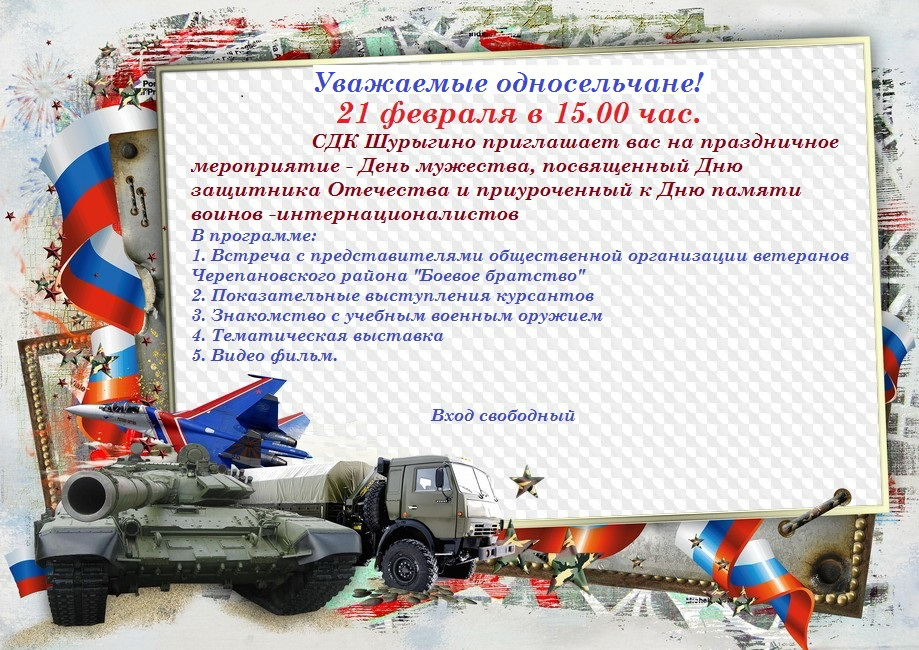 Уважаемые односельчане!
21 февраля в 15.00 час.
СДК Шурыгино приглашает вас на праздничное
мероприятие - День мужества, посвященный Дню
защитника Отечества и приуроченный к Дню памяти
воинов -интернационалистов
В программе:
1. Встреча с представителями общественной организации ветеранов
Черепановского района "Боевое братство"
2. Показательные выступления курсантов
3. Знакомство с учебным военным оружием
4. Тематическая выставка
5. Видео фильм.
Вход свободный